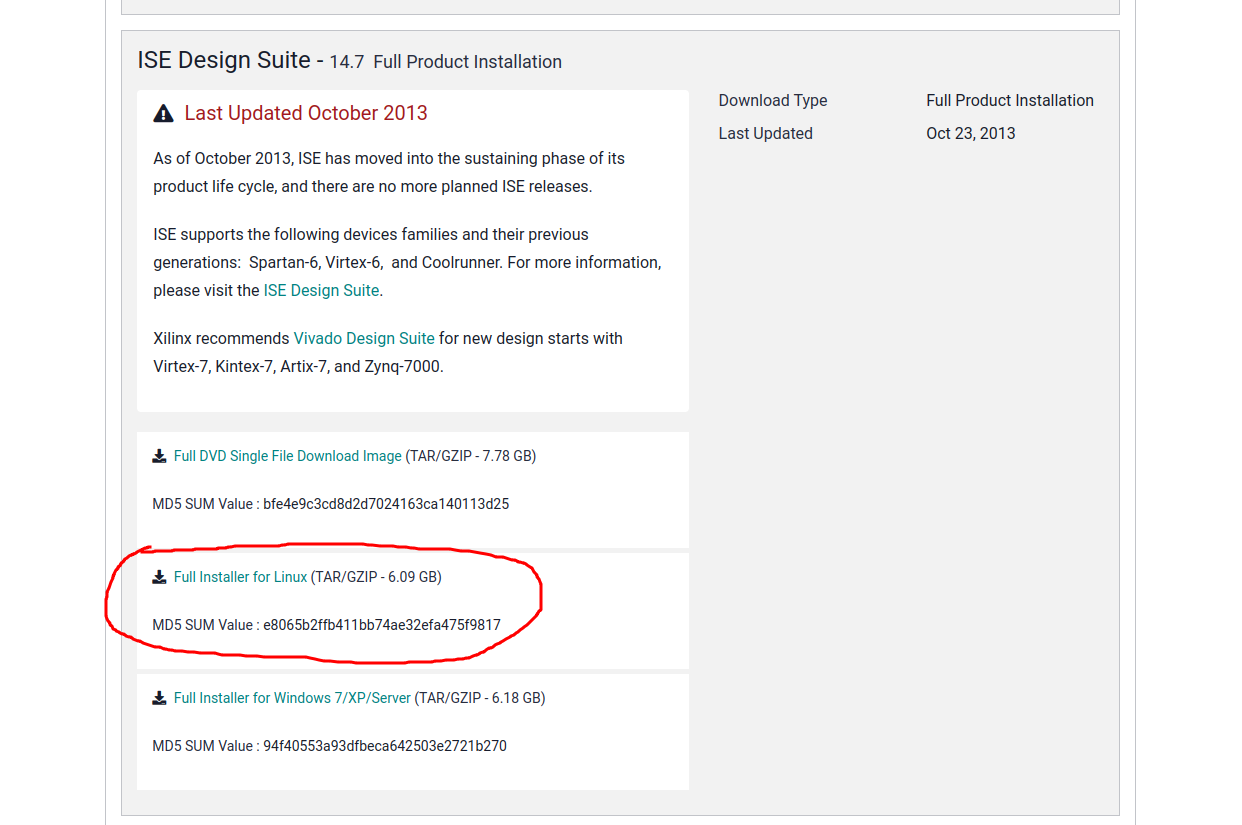 ISE Design Suite - 14.7 Full Product Installation
Last Updated October 2013
As of October 2013, ISE has moved into the sustaining phase of its
product life cycle, and there are no more planned ISE releases.
ISE supports the following devices families and their previous
generations: Spartan-6, Virtex-6, and Coolrunner. For more information,
please visit the ISE Design Suite.
Xilinx recommends Vivado Design Suite for new design starts with
Virtex-7, Kintex-7, Artix-7, and Zynq-7000.
Download Type Full Product Installation
Last Updated Oct 23, 2013
Full DVD Single File Download Image (TAR/GZIP - 7.78 GB)
MD5 SUM Value : bfe4e9c3cd8d2d7024163ca140113d25
Full Installer for Linux (TAR/GZIP - 6.09 GB)
MD5 SUM Value : e8065b2ffb411bb74ae32efa475f9817
Full Installer for Windows 7/XP/Server (TAR/GZIP - 6.18 GB)
MD5 SUM Value : 94f40553a93dfbeca642503e2721b270